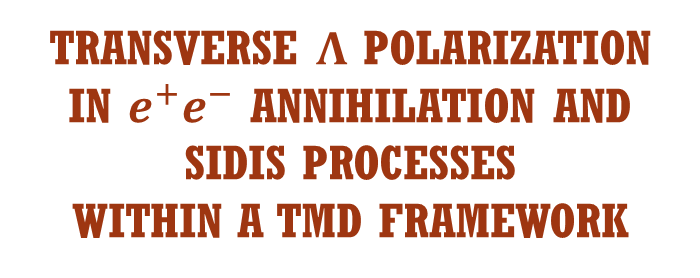 TRANSVERSE Λ POLARIZATION
IN e⁺e⁻ ANNIHILATION AND
SIDIS PROCESSES
WITHIN A TMD FRAMEWORK